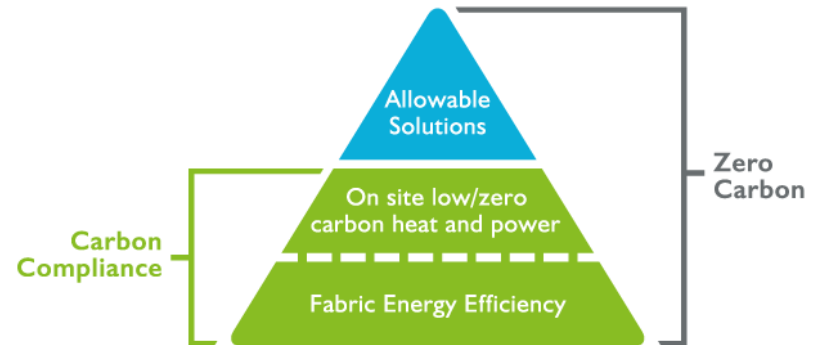 Allowable
Solutions
Zero
Carbon
On site low/zero
carbon heat and power
Carbon
Compliance
Fabric Energy Efficiency